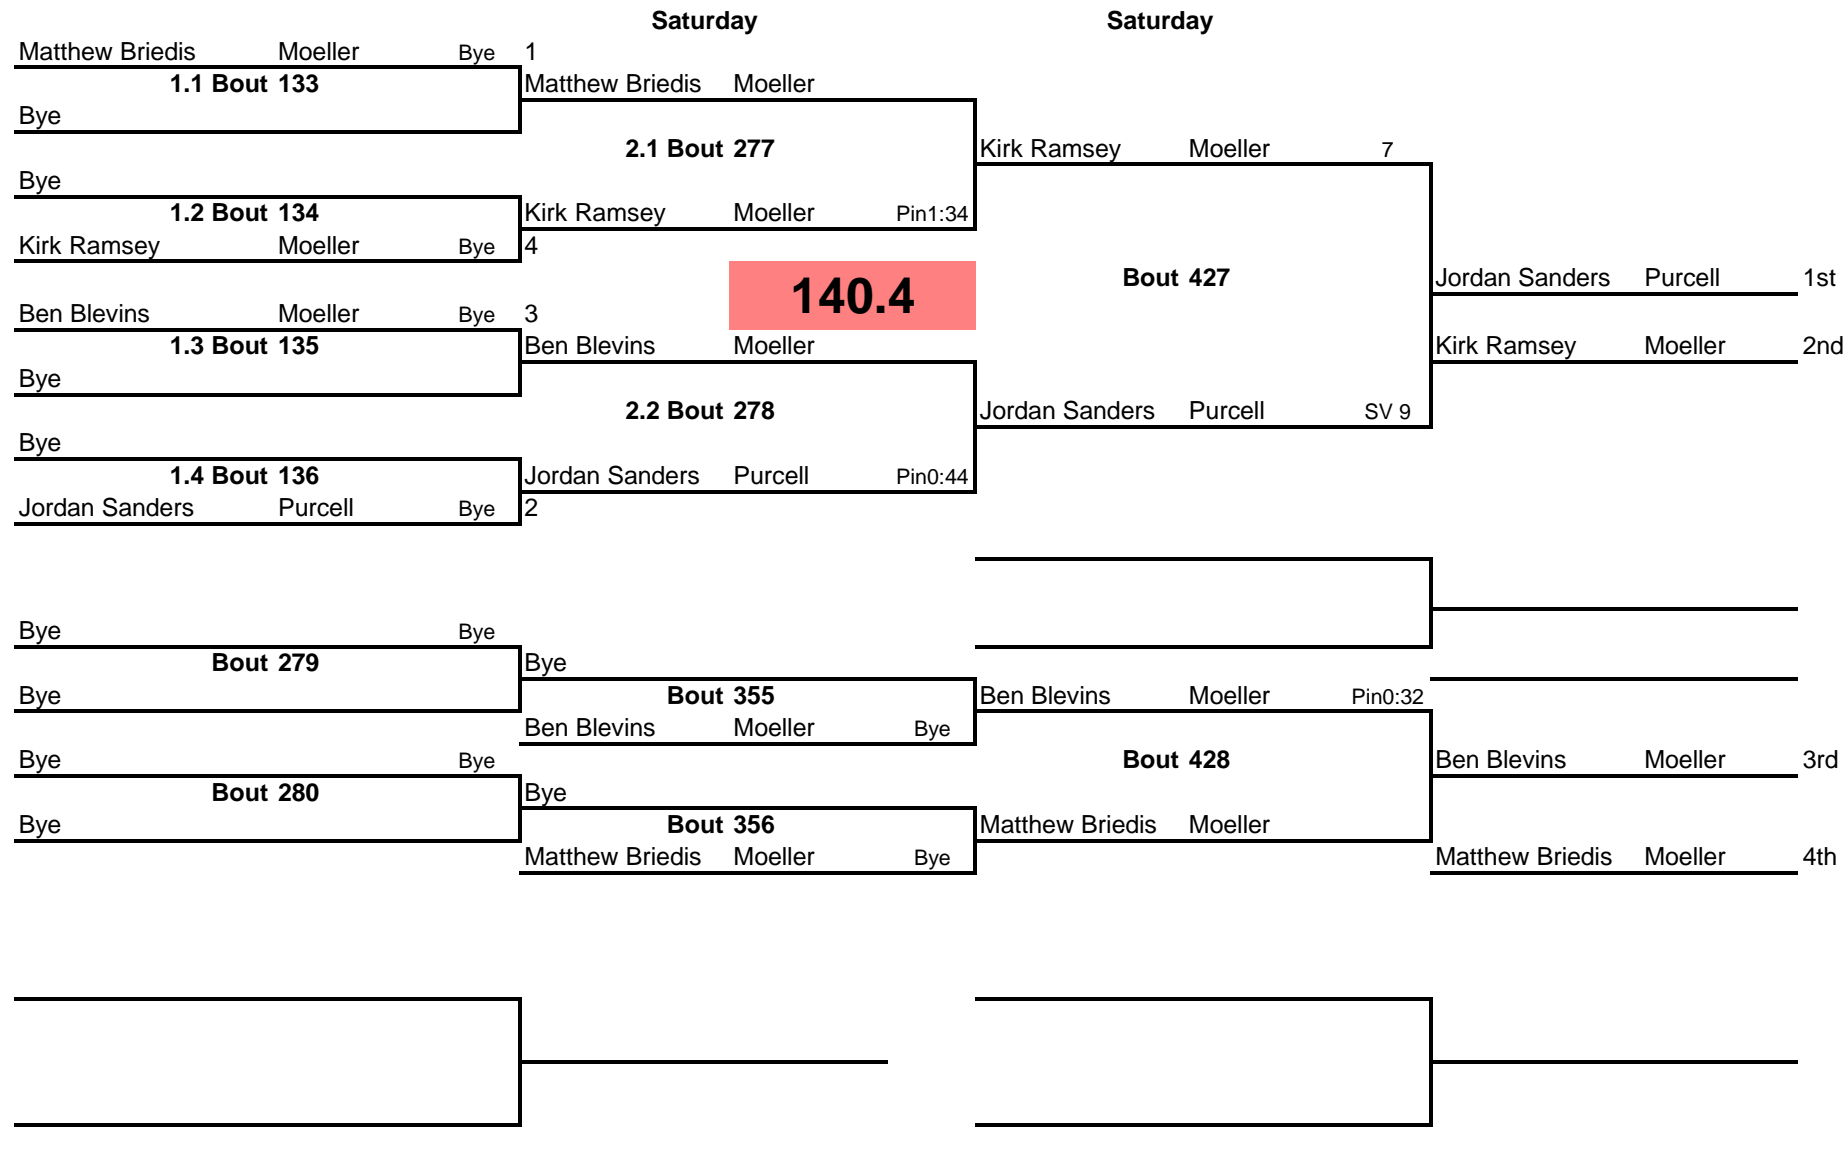 Saturday Saturday
Matthew Briedis Moeller Bye 1
1.1 Bout 133 Matthew Briedis Moeller
Bye
2.1 Bout 277 Kirk Ramsey Moeller 7
Bye
1.2 Bout 134 Kirk Ramsey Moeller Pin1:34
Kirk Ramsey Moeller Bye 4
140.4 Bout 427 Jordan Sanders Purcell 1st
Ben Blevins Moeller Bye 3
1.3 Bout 135 Ben Blevins Moeller Kirk Ramsey Moeller 2nd
Bye
2.2 Bout 278 Jordan Sanders Purcell SV 9
Bye
1.4 Bout 136 Jordan Sanders Purcell Pin0:44
Jordan Sanders Purcell Bye 2
Bye Bye
Bout 279 Bye
Bye Bout 355 Ben Blevins Moeller Pin0:32
Ben Blevins Moeller Bye
Bye Bye Bout 428 Ben Blevins Moeller 3rd
Bout 280 Bye
Bye Bout 356 Matthew Briedis Moeller
Matthew Briedis Moeller Bye Matthew Briedis Moeller 4th